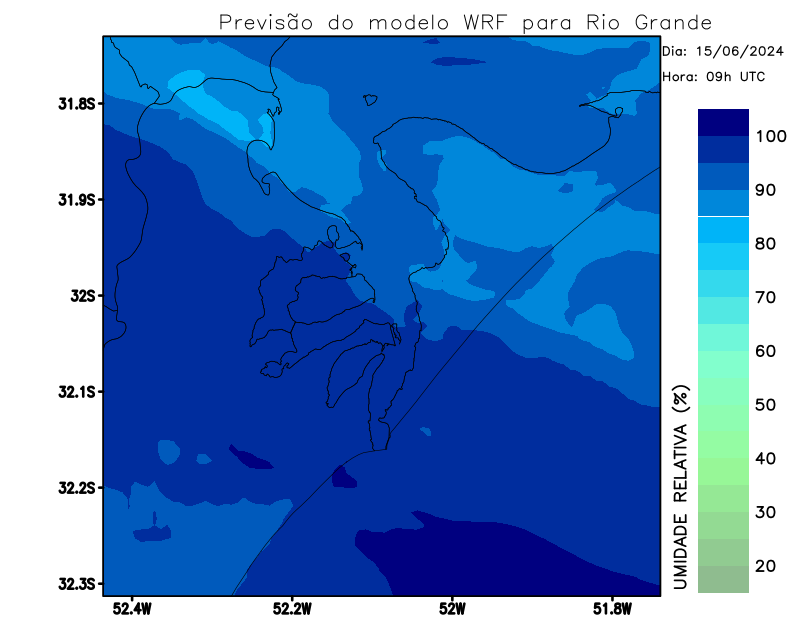 Previsão do modelo WRF para Rio Grande
Dia: 15/06/2024
Hora: 09h UTC
31.8S
31.9S
32S
32.1S
32.2S
32.3S
52.4W
52.2W
52W
51.8W
UMIDADE RELATIVA (%)
100
90
80
70
60
50
40
30
20